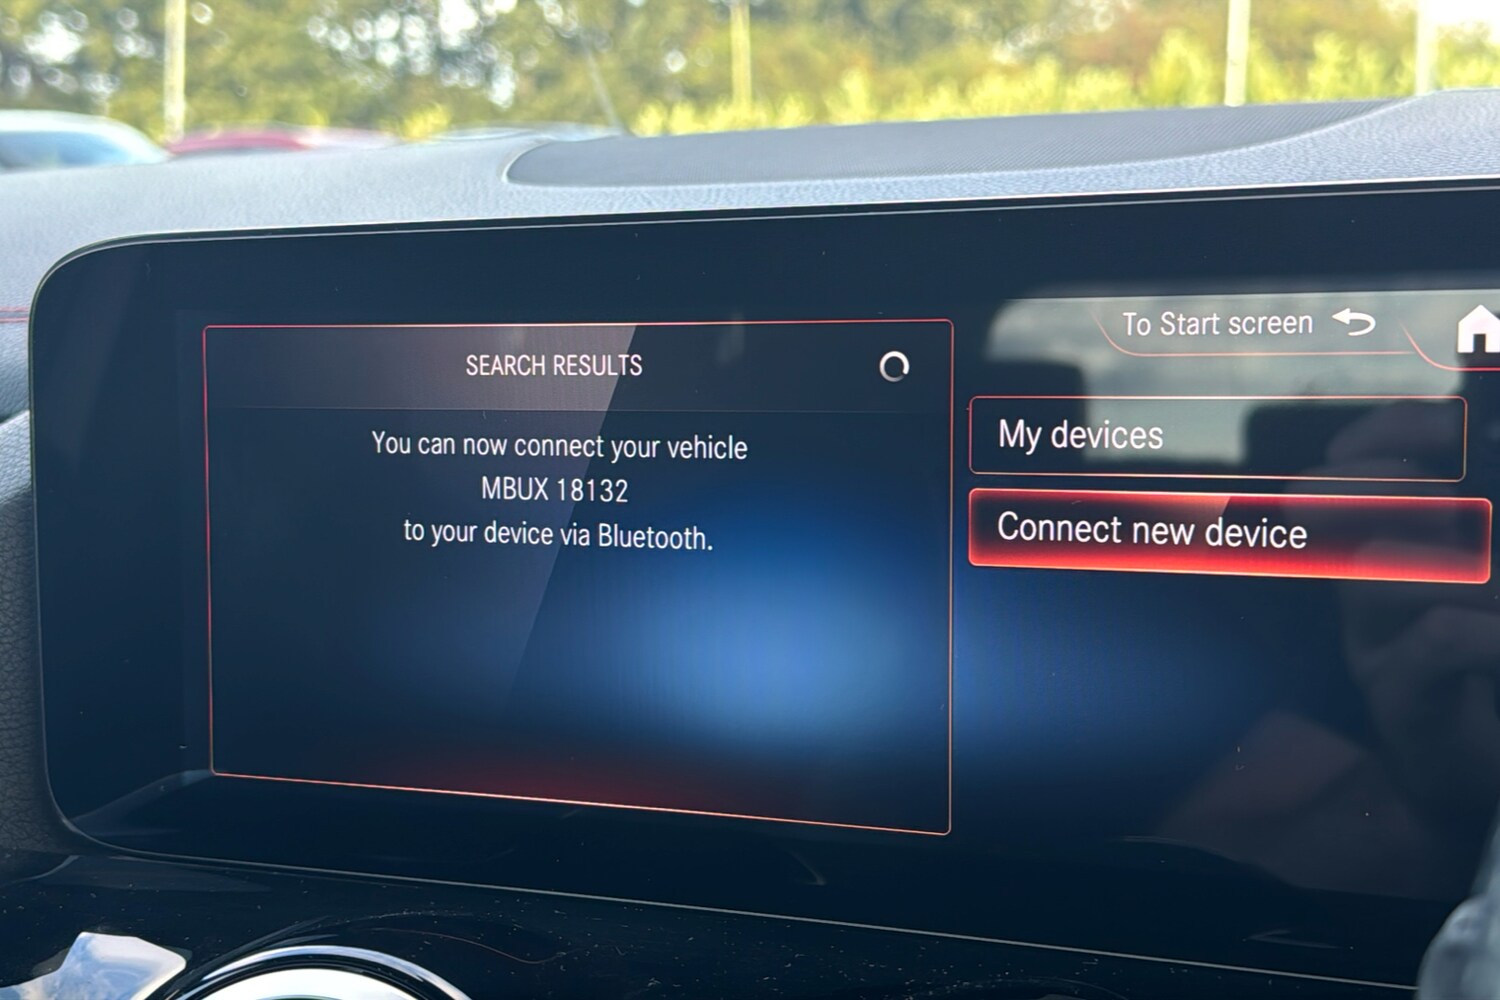 To Start screen
SEARCH RESULTS
You can now connect your vehicle
MBUX 18132
to your device via Bluetooth.
My devices
Connect new device